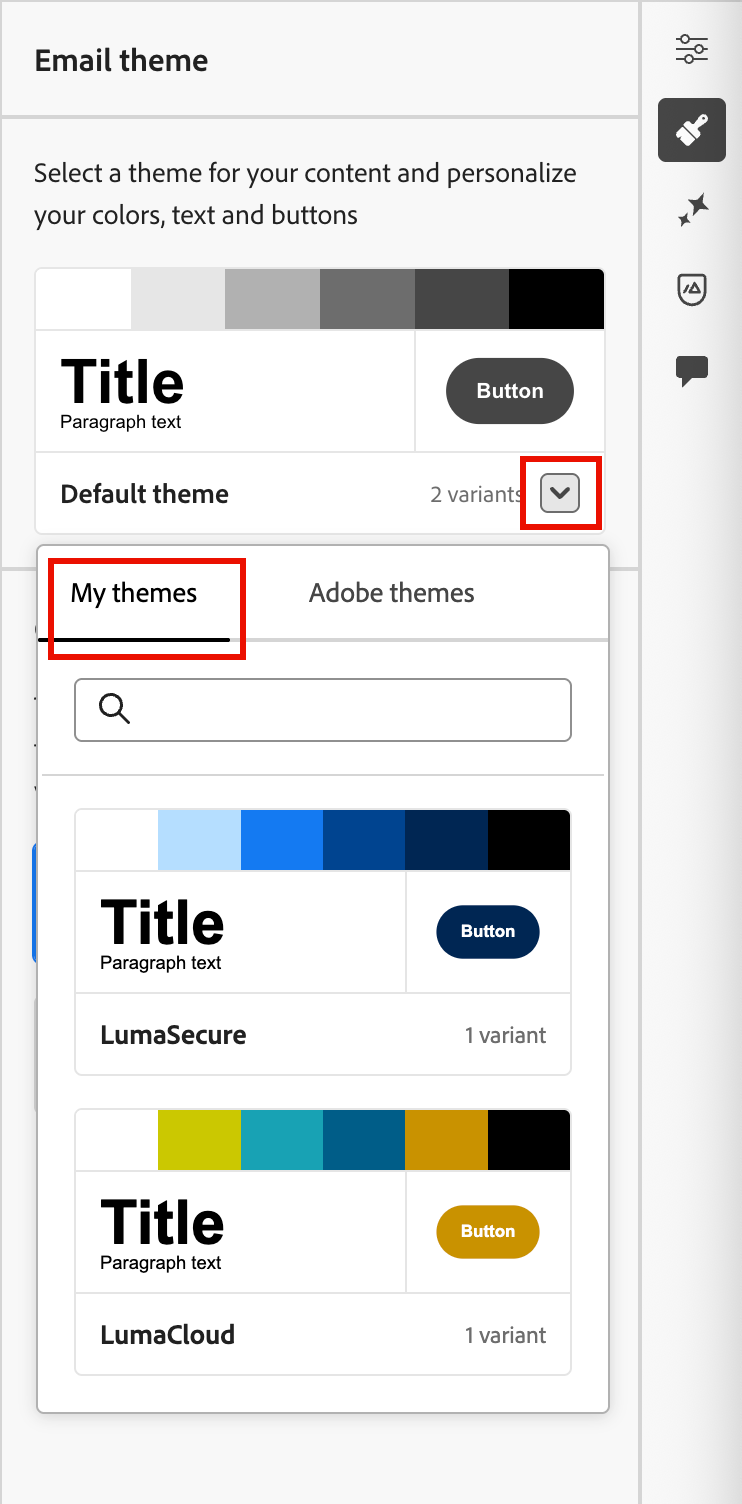 Email theme
Select a theme for your content and personalize
your colors, text and buttons
Title
Paragraph text
Button
Default theme
2 variants
My themes
Adobe themes
Title
Paragraph text
Button
LumaSecure
1 variant
Title
Paragraph text
Button
LumaCloud
1 variant